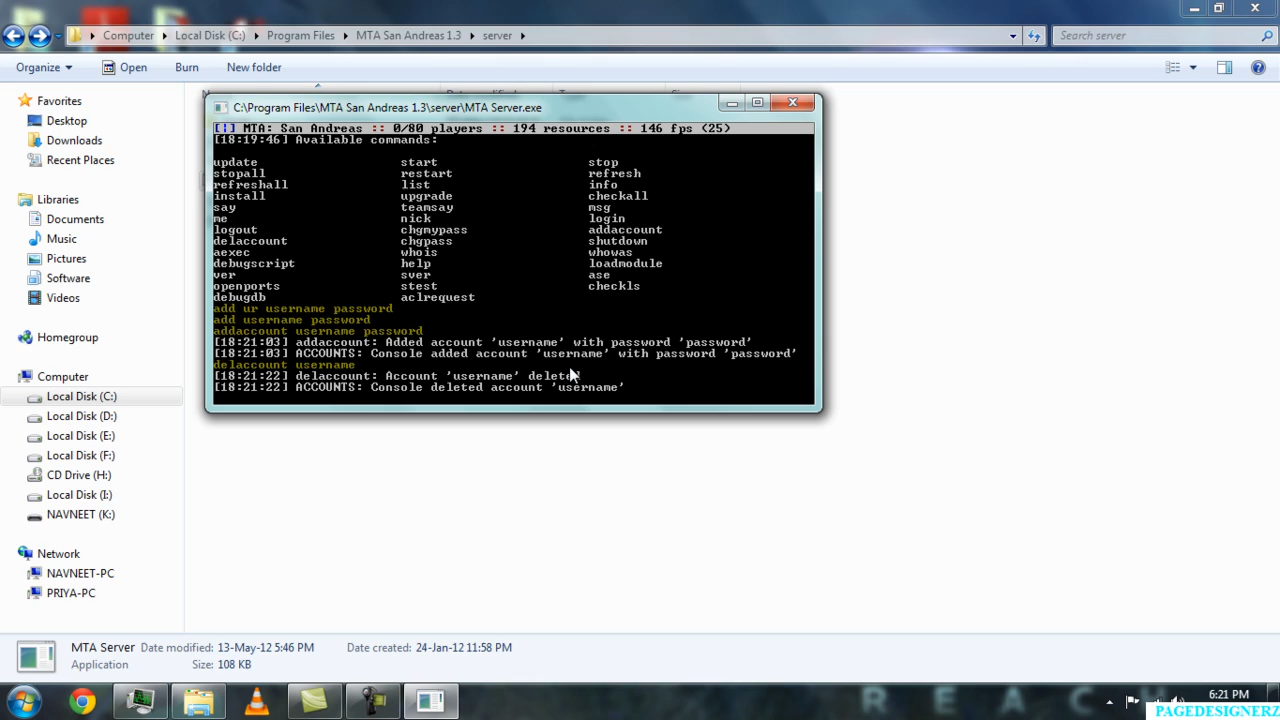 Computer Local Disk (C:) Program Files MTA San Andreas 1.3 server
Search server
Organize Open Burn New folder
Favorites
Desktop
Downloads
Recent Places
Libraries
Documents
Music
Pictures
Software
Videos
Homegroup
Computer
Local Disk (C:)
Local Disk (D:)
Local Disk (E:)
Local Disk (F:)
CD Drive (H:)
Local Disk (I:)
NAVNEET (K:)
Network
NAVNEET-PC
PRIYA-PC
C:\Program Files\MTA San Andreas 1.3\server\MTA Server.exe
[|] MTA: San Andreas :: 0/80 players :: 194 resources :: 146 fps (25)
[18:19:46] Available commands:
update start stop
stopall restart refresh
refreshall list info
install upgrade checkall
say teamsay msg
me nick login
logout chgmypass addaccount
delaccount chgpass shutdown
aexec whois whowas
debugscript help loadmodule
ver sver ase
openports stest checkls
debugdb aclrequest
add ur username password
add username password
addaccount username password
[18:21:03] addaccount: Added account 'username' with password 'password'
[18:21:03] ACCOUNTS: Console added account 'username' with password 'password'
delaccount username
[18:21:22] delaccount: Account 'username' deleted
[18:21:22] ACCOUNTS: Console deleted account 'username'
MTA Server Date modified: 13-May-12 5:46 PM Date created: 24-Jan-12 11:58 PM
Application Size: 108 KB
6:21 PM
REAC
PAGEDESIGNERZ